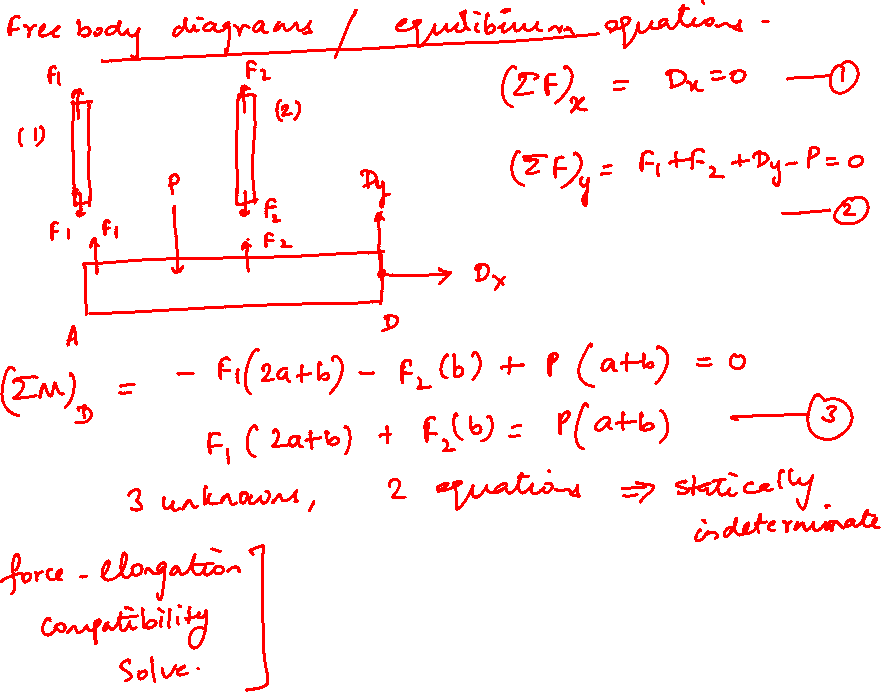 Free body diagrams / equilibrium equations -
F1 F2
(ΣF)x = Dx = 0 — ①
(1) (2)
P Dy
(ΣF)y = F1 + F2 + Dy - P = 0
— ②
F1 F1 F2
F2
Dx
A D
(ΣM)D = - F1(2a+b) - F2(b) + P(a+b) = 0
F1(2a+b) + F2(b) = P(a+b) — ③
3 unknowns, 2 equations ⇒ statically
indeterminate
force - elongation
compatibility
Solve.